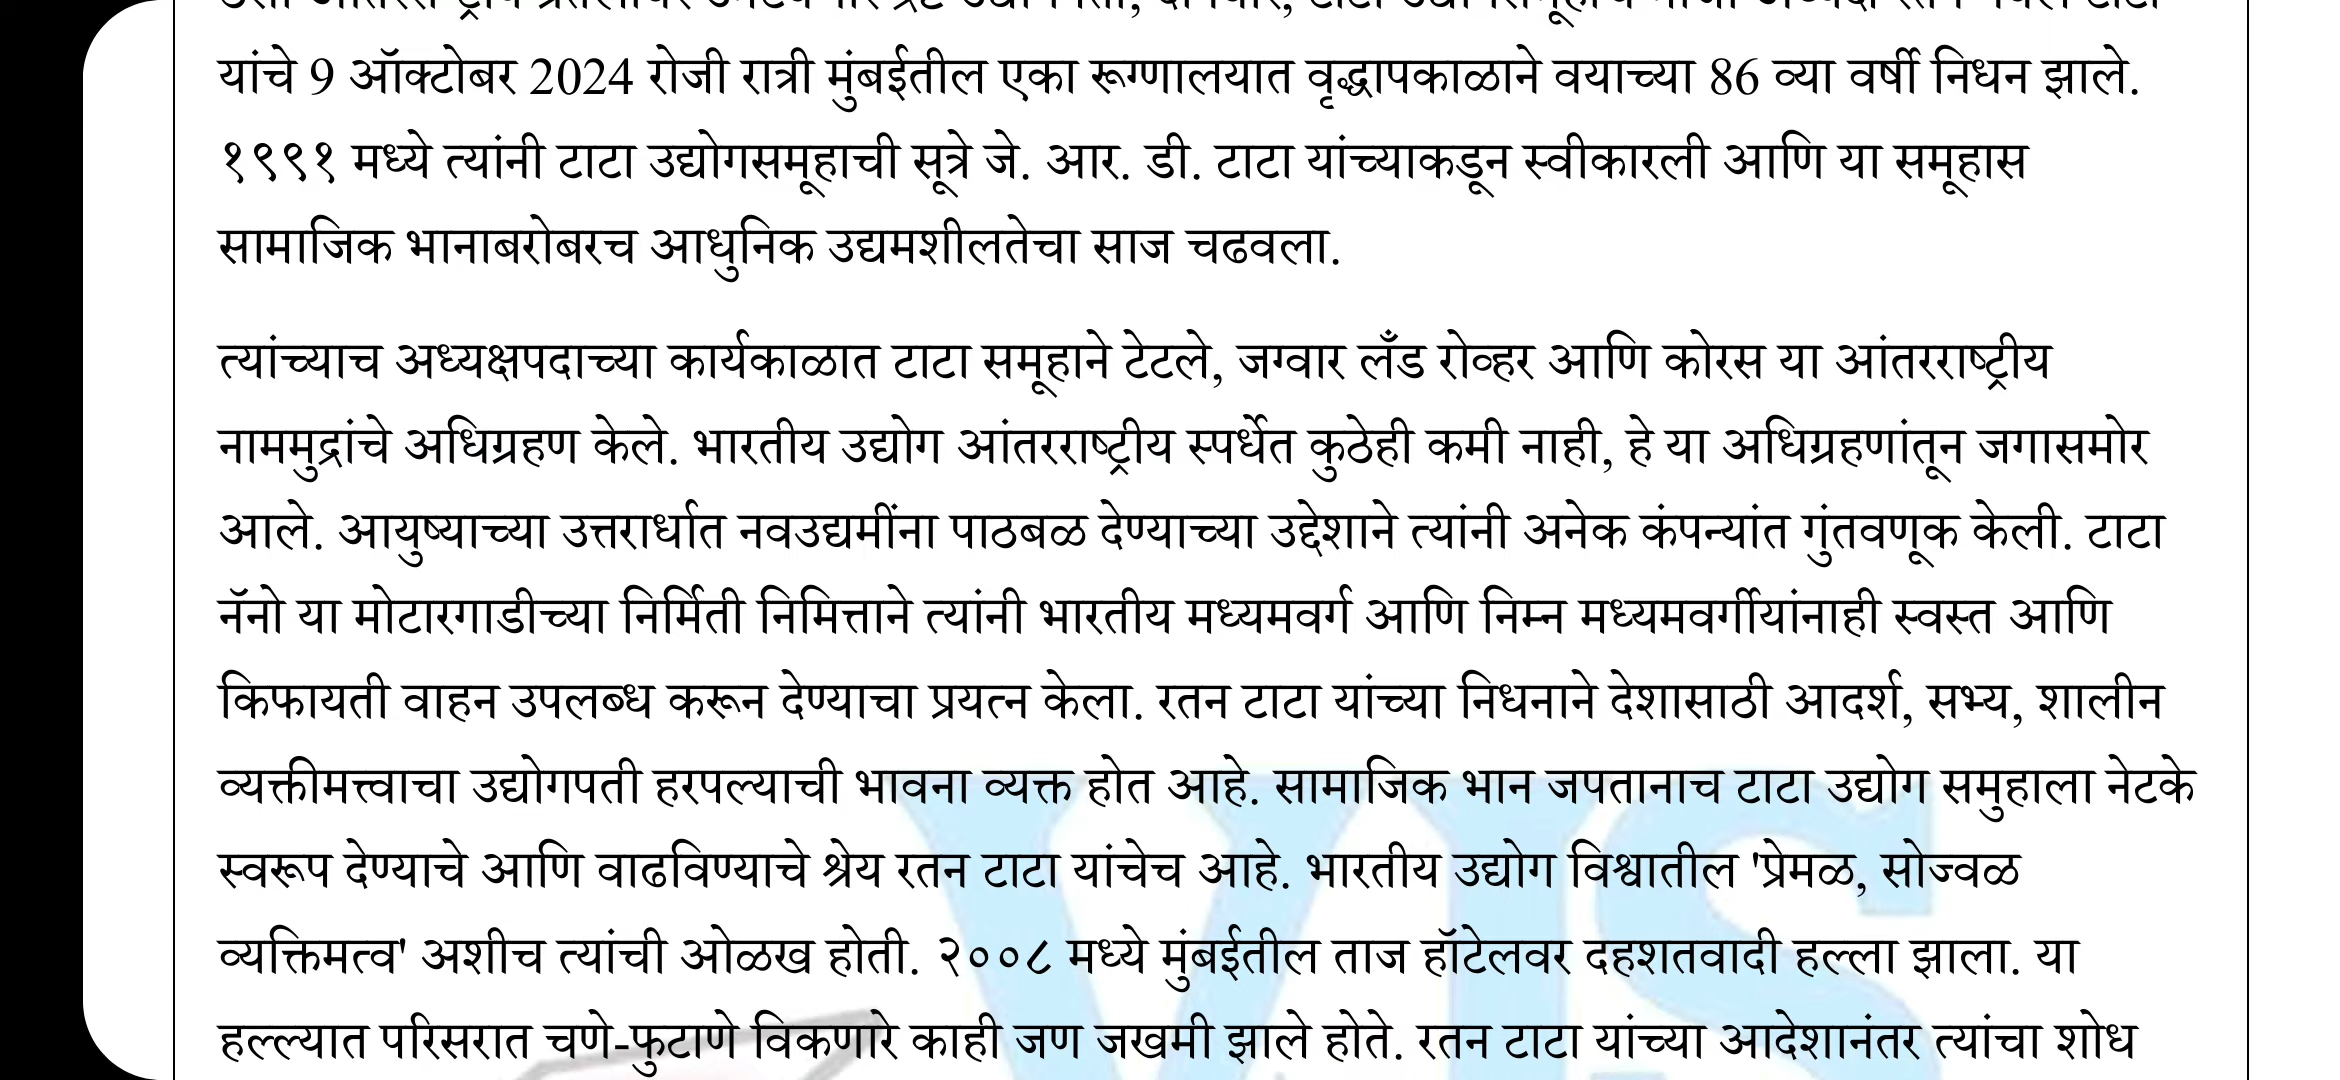 यांचे 9 ऑक्टोबर 2024 रोजी रात्री मुंबईतील एका रूग्णालयात वृद्धापकाळाने वयाच्या 86 व्या वर्षी निधन झाले.
१९९१ मध्ये त्यांनी टाटा उद्योगसमूहाची सूत्रे जे. आर. डी. टाटा यांच्याकडून स्वीकारली आणि या समूहास
सामाजिक भानाबरोबरच आधुनिक उद्यमशीलतेचा साज चढवला.
त्यांच्याच अध्यक्षपदाच्या कार्यकाळात टाटा समूहाने टेटले, जग्वार लँड रोव्हर आणि कोरस या आंतरराष्ट्रीय
नाममुद्रांचे अधिग्रहण केले. भारतीय उद्योग आंतरराष्ट्रीय स्पर्धेत कुठेही कमी नाही, हे या अधिग्रहणांतून जगासमोर
आले. आयुष्याच्या उत्तरार्धात नवउद्यमींना पाठबळ देण्याच्या उद्देशाने त्यांनी अनेक कंपन्यांत गुंतवणूक केली. टाटा
नॅनो या मोटारगाडीच्या निर्मिती निमित्ताने त्यांनी भारतीय मध्यमवर्ग आणि निम्न मध्यमवर्गीयांनाही स्वस्त आणि
किफायती वाहन उपलब्ध करून देण्याचा प्रयत्न केला. रतन टाटा यांच्या निधनाने देशासाठी आदर्श, सभ्य, शालीन
व्यक्तीमत्त्वाचा उद्योगपती हरपल्याची भावना व्यक्त होत आहे. सामाजिक भान जपतानाच टाटा उद्योग समुहाला नेटके
स्वरूप देण्याचे आणि वाढविण्याचे श्रेय रतन टाटा यांचेच आहे. भारतीय उद्योग विश्वातील 'प्रेमळ, सोज्वळ
व्यक्तिमत्व' अशीच त्यांची ओळख होती. २००८ मध्ये मुंबईतील ताज हॉटेलवर दहशतवादी हल्ला झाला. या
हल्ल्यात परिसरात चणे-फुटाणे विकणारे काही जण जखमी झाले होते. रतन टाटा यांच्या आदेशानंतर त्यांचा शोध
VIS